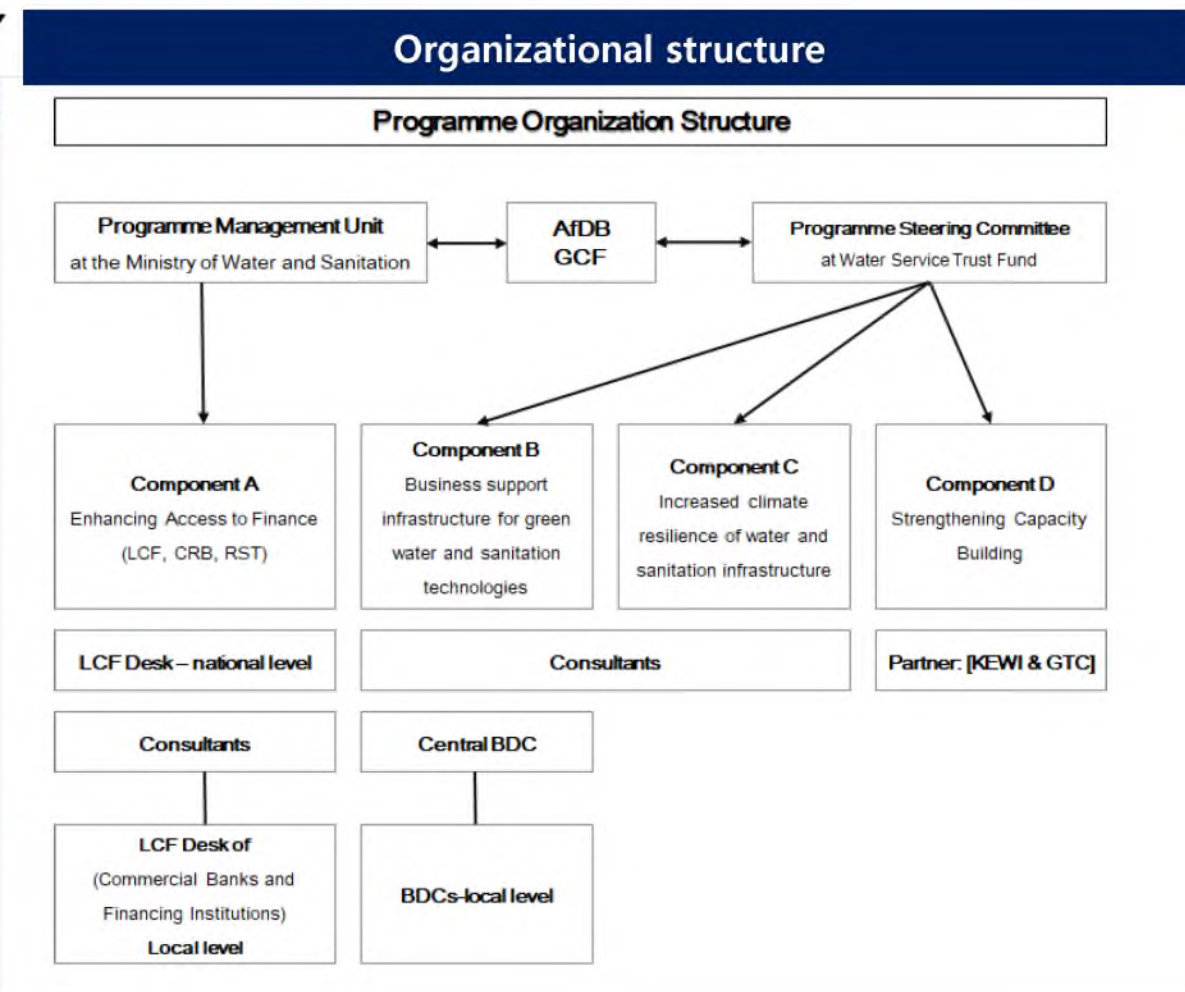 Organizational structure
Programme Organization Structure
Programme Management Unit
at the Ministry of Water and Sanitation
AfDB
GCF
Programme Steering Committee
at Water Service Trust Fund
Component A
Enhancing Access to Finance
(LCF, CRB, RST)
Component B
Business support
infrastructure for green
water and sanitation
technologies
Component C
Increased climate
resilience of water and
sanitation infrastructure
Component D
Strengthening Capacity
Building
LCF Desk – national level
Consultants
Partner: [KEWI & GTC]
Consultants
Central BDC
LCF Desk of
(Commercial Banks and
Financing Institutions)
Local level
BDCs-local level